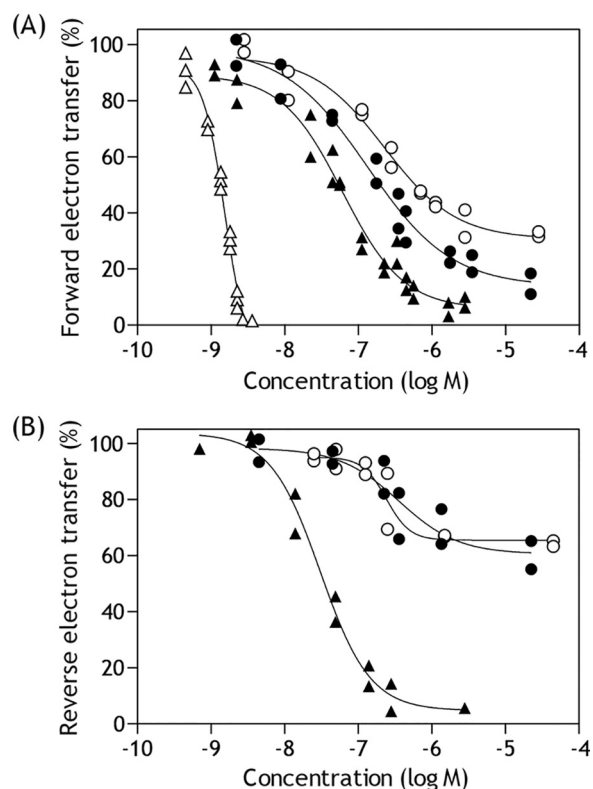 (A)
Forward electron transfer (%)
100
80
60
40
20
0
-10 -9 -8 -7 -6 -5 -4
Concentration (log M)
(B)
Reverse electron transfer (%)
100
80
60
40
20
0
-10 -9 -8 -7 -6 -5 -4
Concentration (log M)